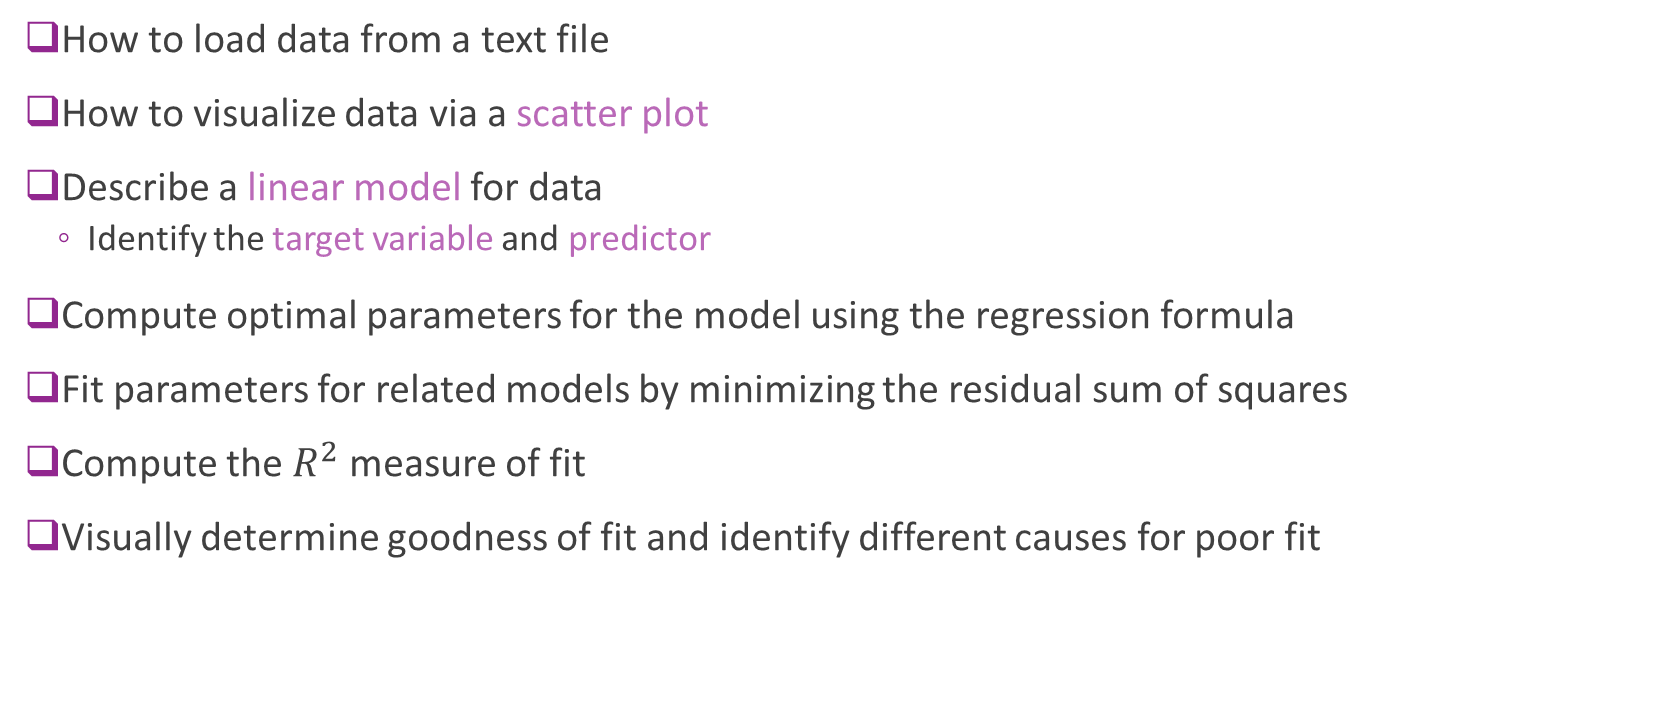 ❑How to load data from a text file
❑How to visualize data via a scatter plot
❑Describe a linear model for data
◦ Identify the target variable and predictor
❑Compute optimal parameters for the model using the regression formula
❑Fit parameters for related models by minimizing the residual sum of squares
❑Compute the R² measure of fit
❑Visually determine goodness of fit and identify different causes for poor fit